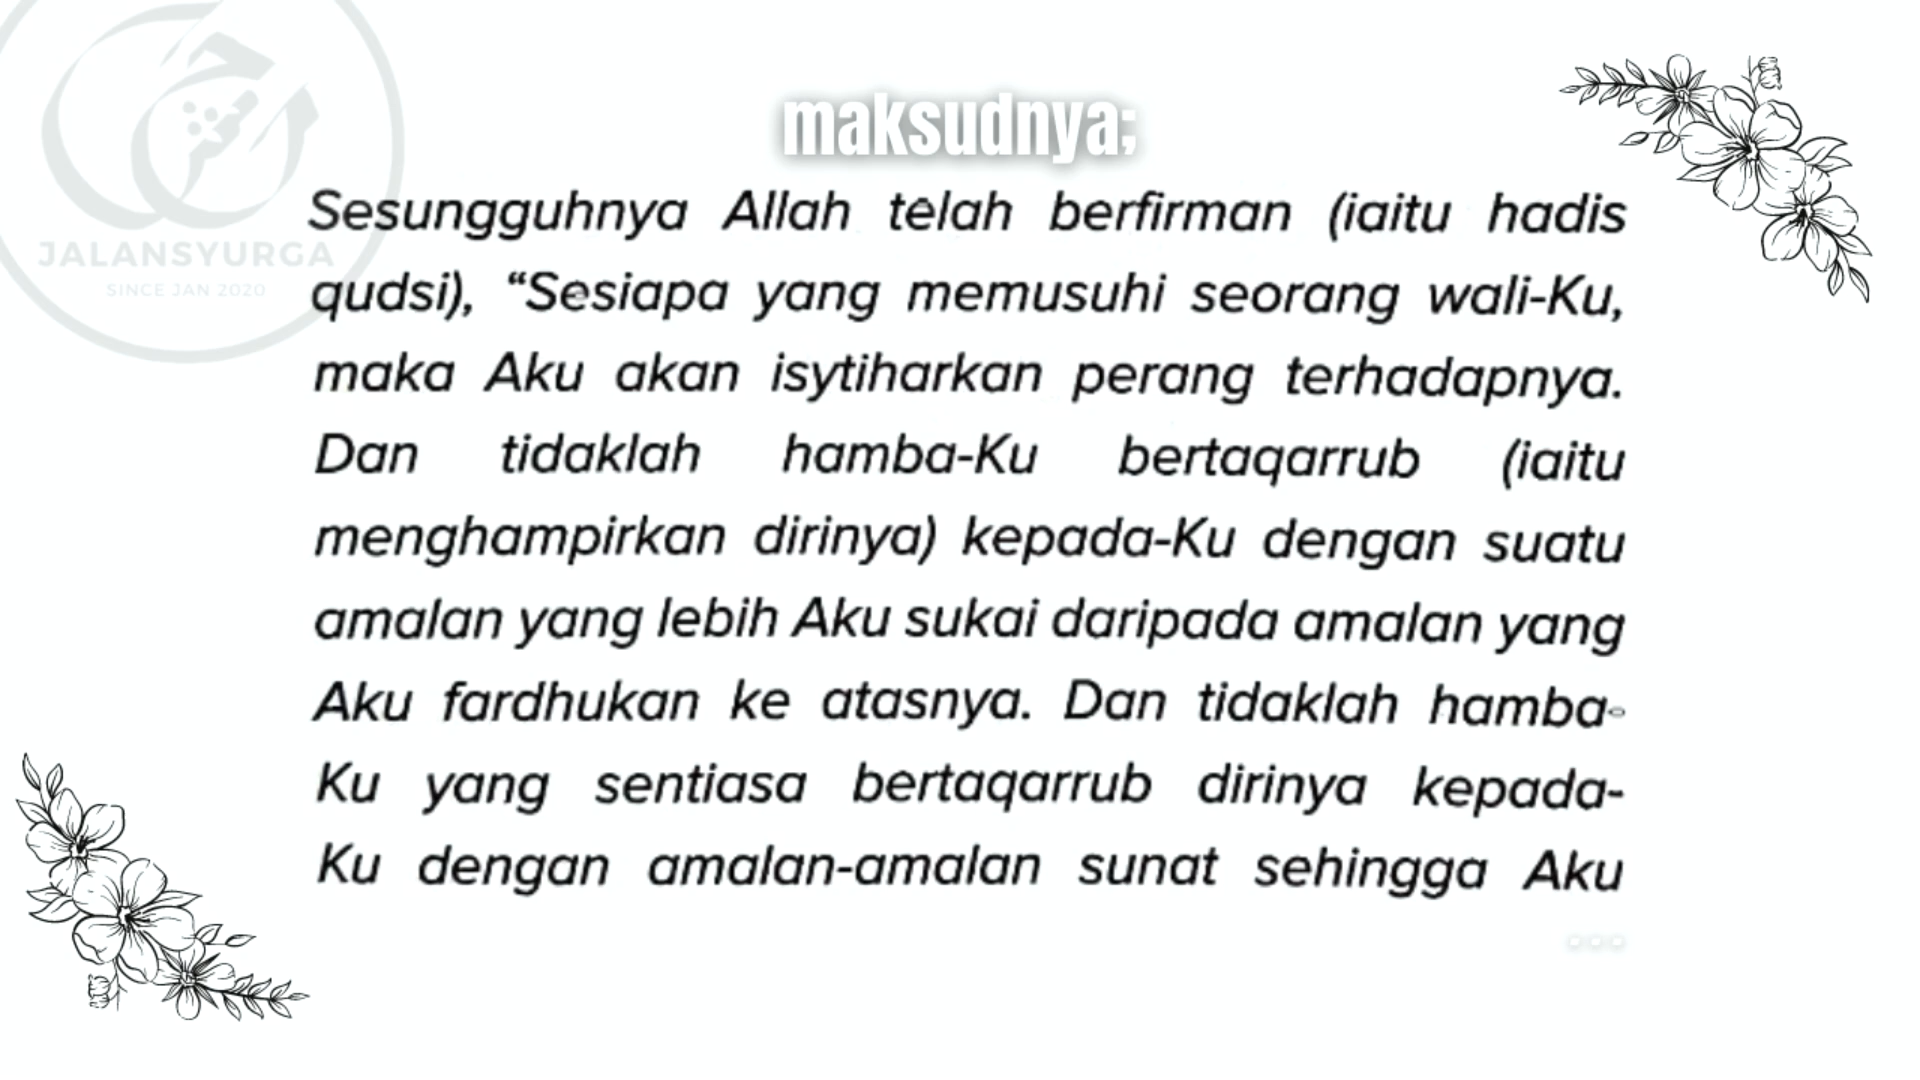 maksudnya;
JALANSYURGA
SINCE JAN 2020
Sesungguhnya Allah telah berfirman (iaitu hadis
qudsi), “Sesiapa yang memusuhi seorang wali-Ku,
maka Aku akan isytiharkan perang terhadapnya.
Dan tidaklah hamba-Ku bertaqarrub (iaitu
menghampirkan dirinya) kepada-Ku dengan suatu
amalan yang lebih Aku sukai daripada amalan yang
Aku fardhukan ke atasnya. Dan tidaklah hamba-
Ku yang sentiasa bertaqarrub dirinya kepada-
Ku dengan amalan-amalan sunat sehingga Aku
...